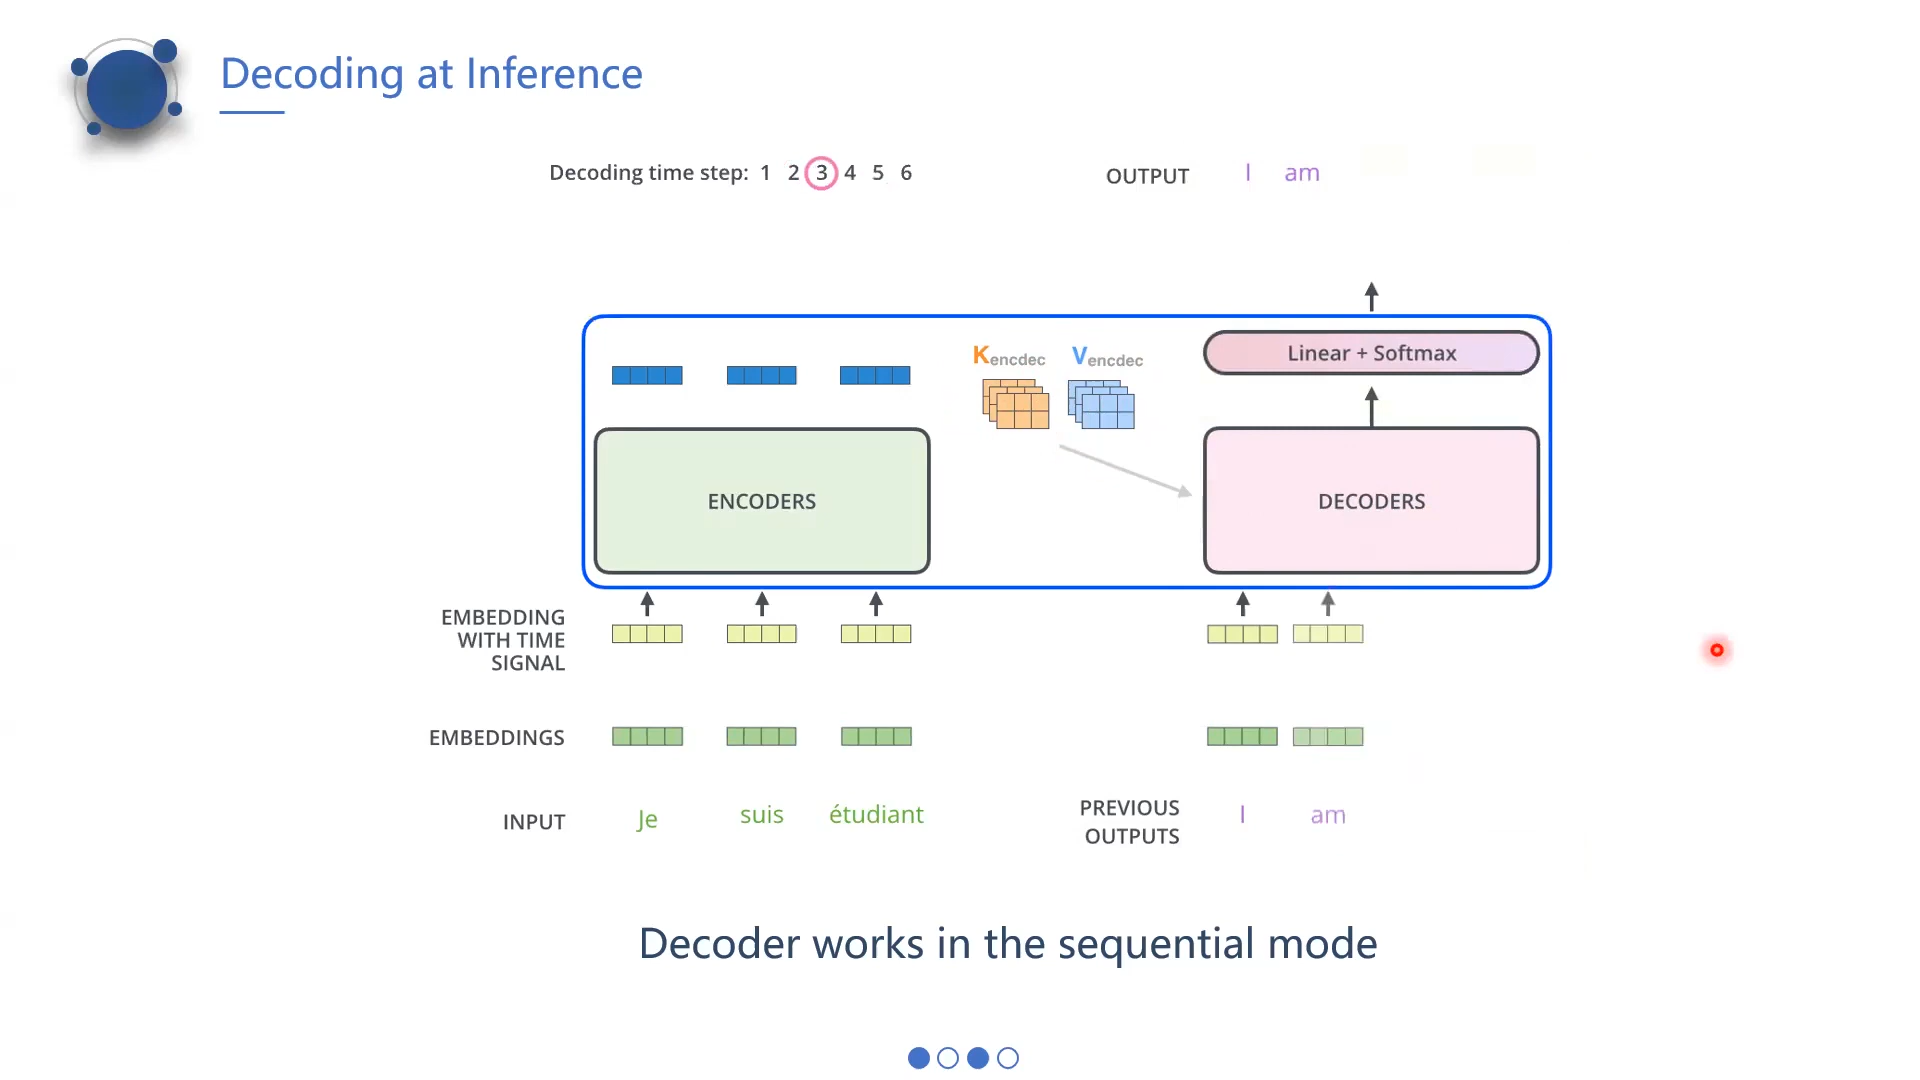 Decoding at Inference
Decoding time step: 1 2 3 4 5 6
OUTPUT I am
Kencdec Vencdec
Linear + Softmax
ENCODERS
DECODERS
EMBEDDING
WITH TIME
SIGNAL
EMBEDDINGS
INPUT Je suis étudiant
PREVIOUS
OUTPUTS
I am
Decoder works in the sequential mode